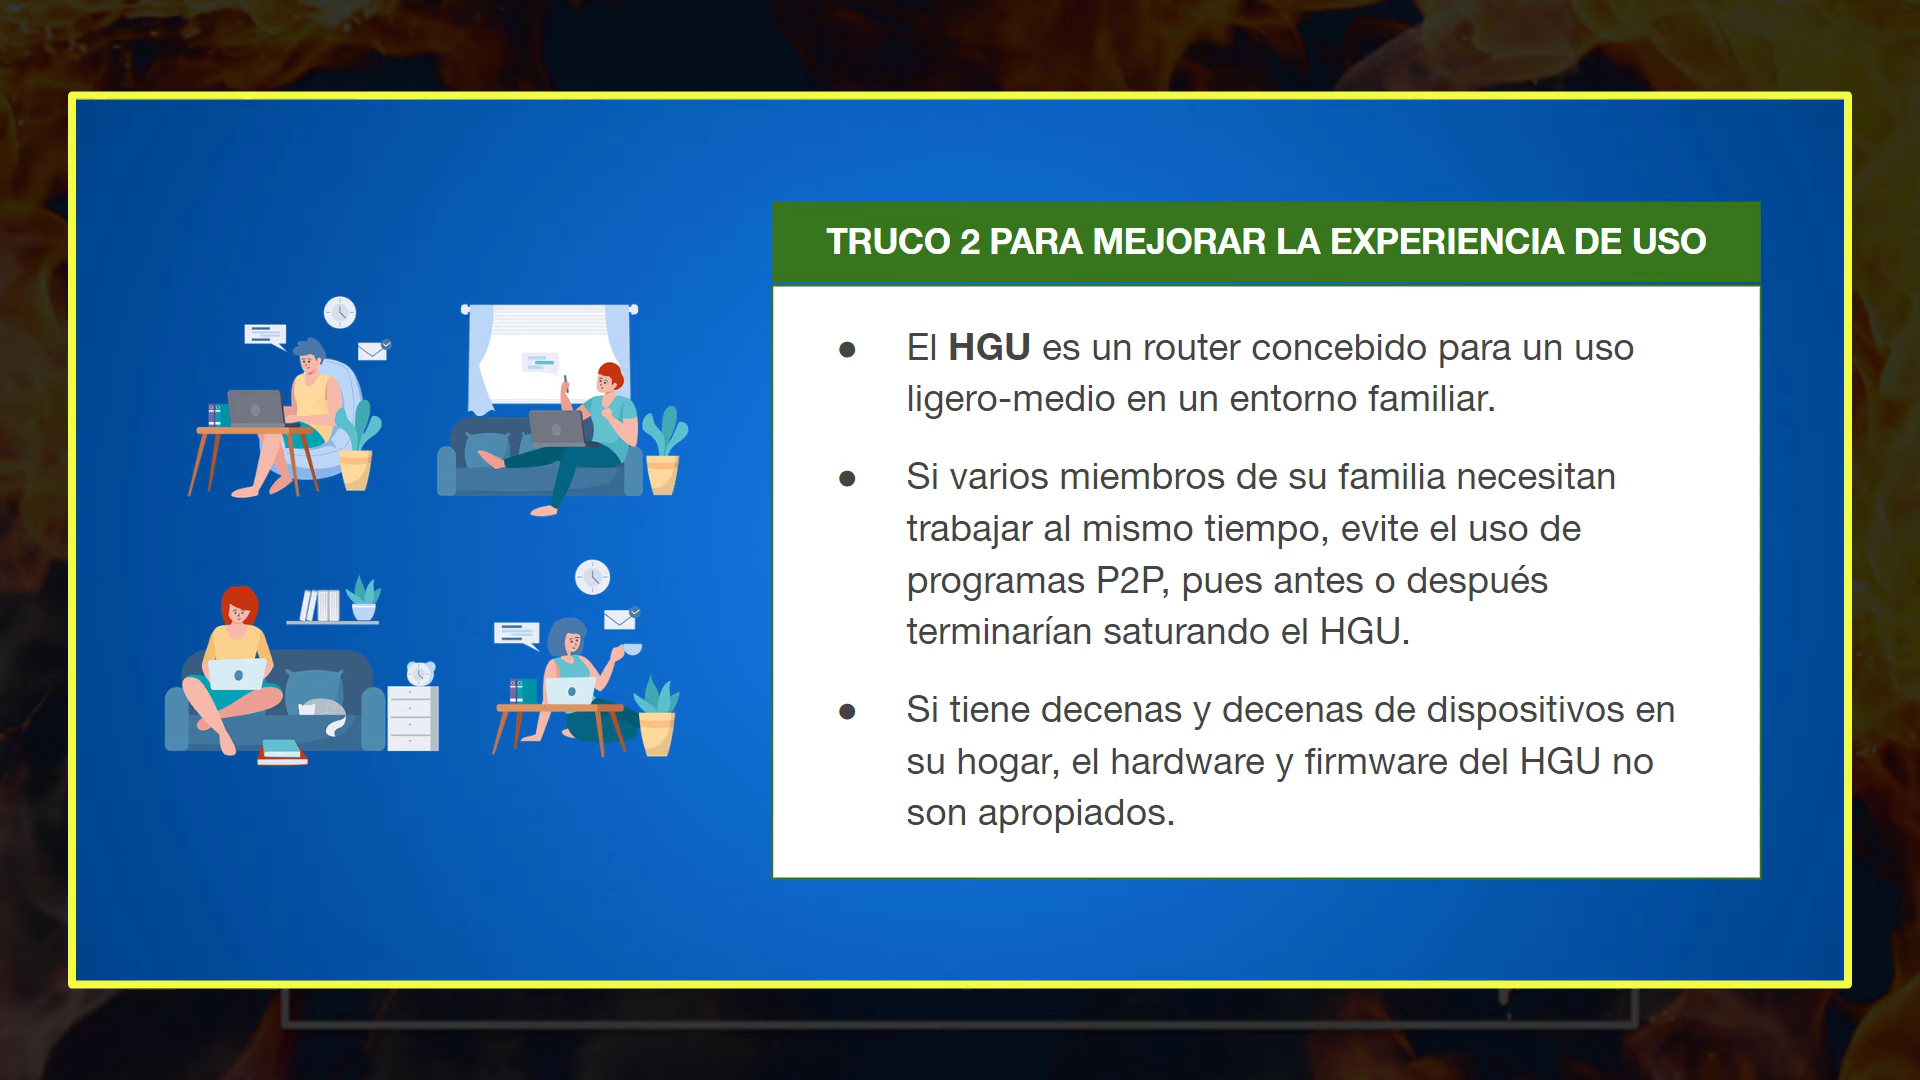 TRUCO 2 PARA MEJORAR LA EXPERIENCIA DE USO
● El HGU es un router concebido para un uso
ligero-medio en un entorno familiar.
● Si varios miembros de su familia necesitan
trabajar al mismo tiempo, evite el uso de
programas P2P, pues antes o después
terminarían saturando el HGU.
● Si tiene decenas y decenas de dispositivos en
su hogar, el hardware y firmware del HGU no
son apropiados.